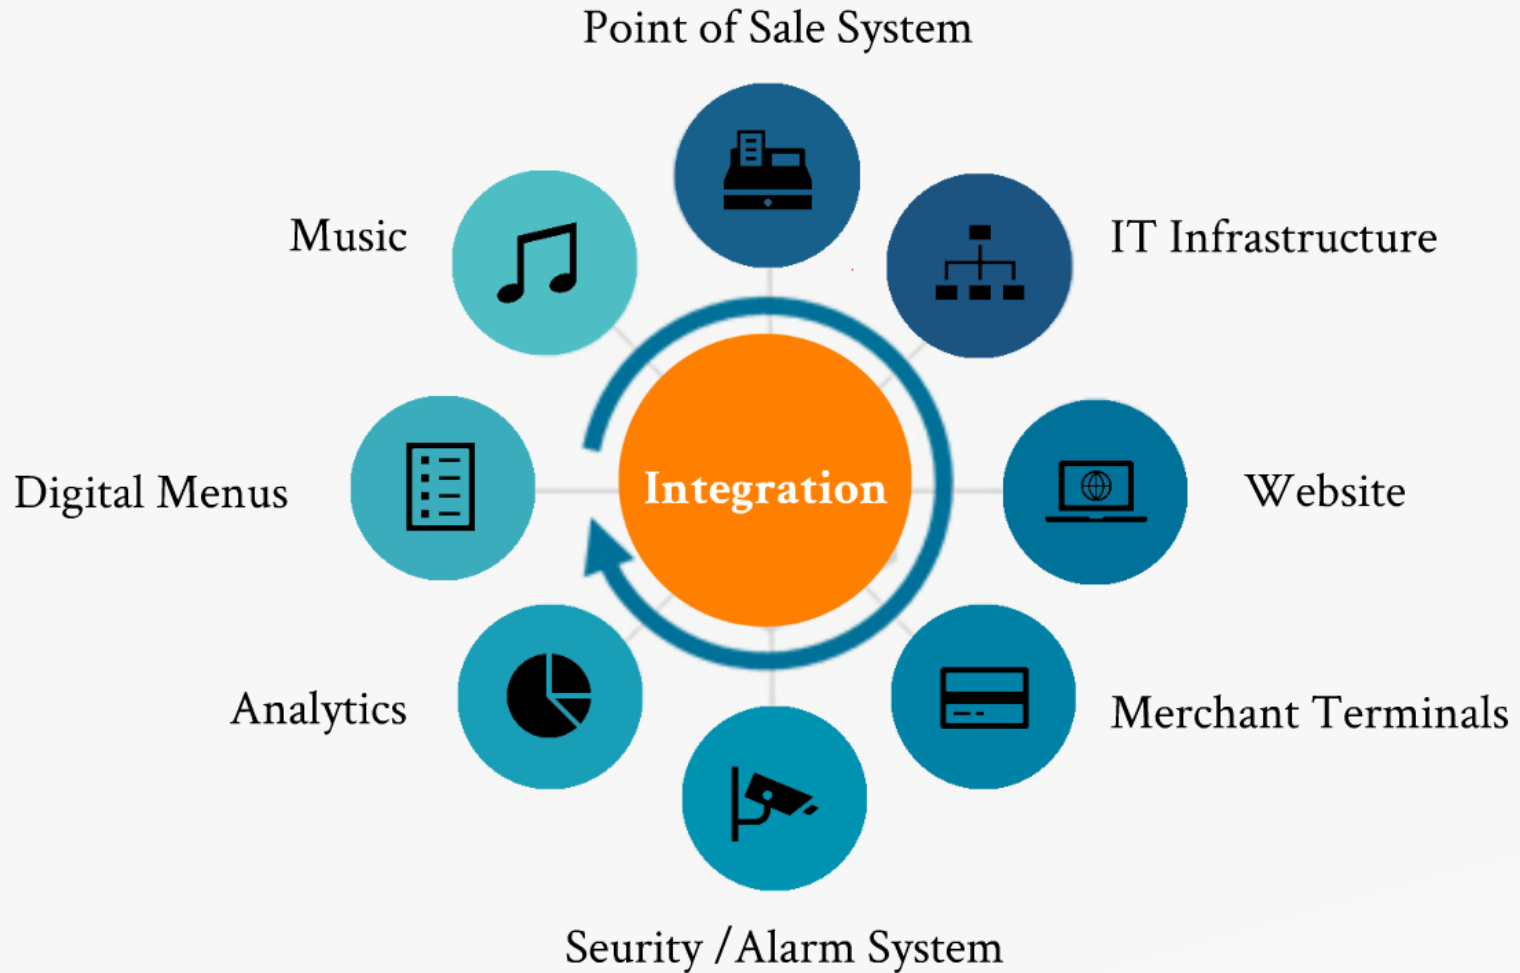 Point of Sale System
Music
IT Infrastructure
Integration
Digital Menus
Website
Analytics
Merchant Terminals
Seurity /Alarm System